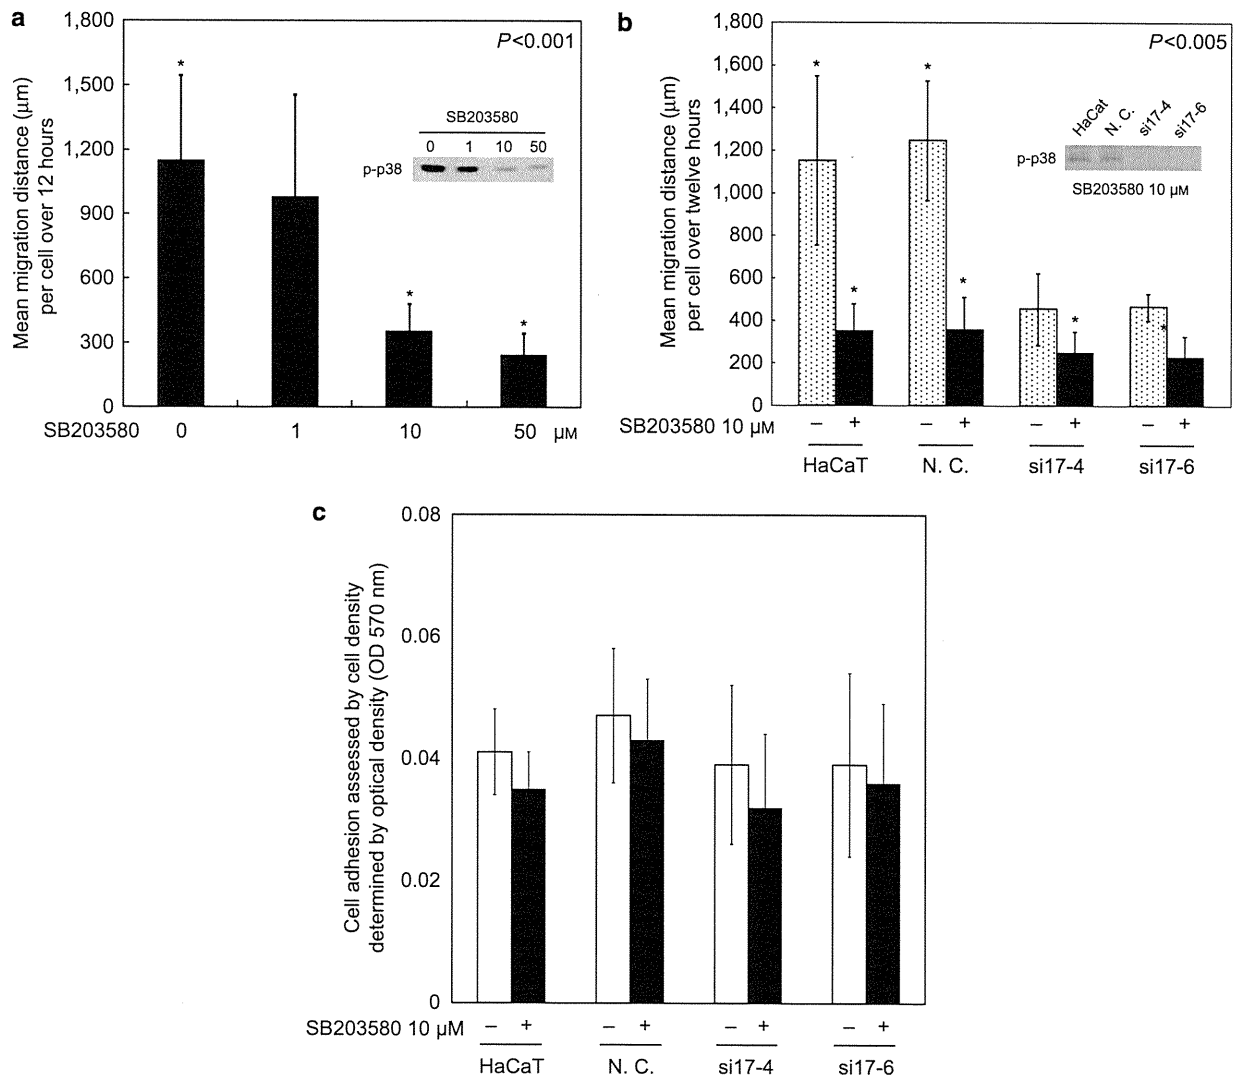 a
1,800
1,500
1,200
900
600
300
0
Mean migration distance (µm)
per cell over 12 hours
P<0.001
*
*
*
SB203580
0 1 10 50
p-p38
SB203580 0 1 10 50 µM
b
1,800
1,600
1,400
1,200
1,000
800
600
400
200
0
Mean migration distance (µm)
per cell over twelve hours
P<0.005
*
*
*
*
*
*
HaCat N. C. si17-4 si17-6
p-p38
SB203580 10 µM
SB203580 10 µM – + – + – + – +
HaCaT N. C. si17-4 si17-6
c
0.08
0.06
0.04
0.02
0
Cell adhesion assessed by cell density
determined by optical density (OD 570 nm)
SB203580 10 µM – + – + – + – +
HaCaT N. C. si17-4 si17-6